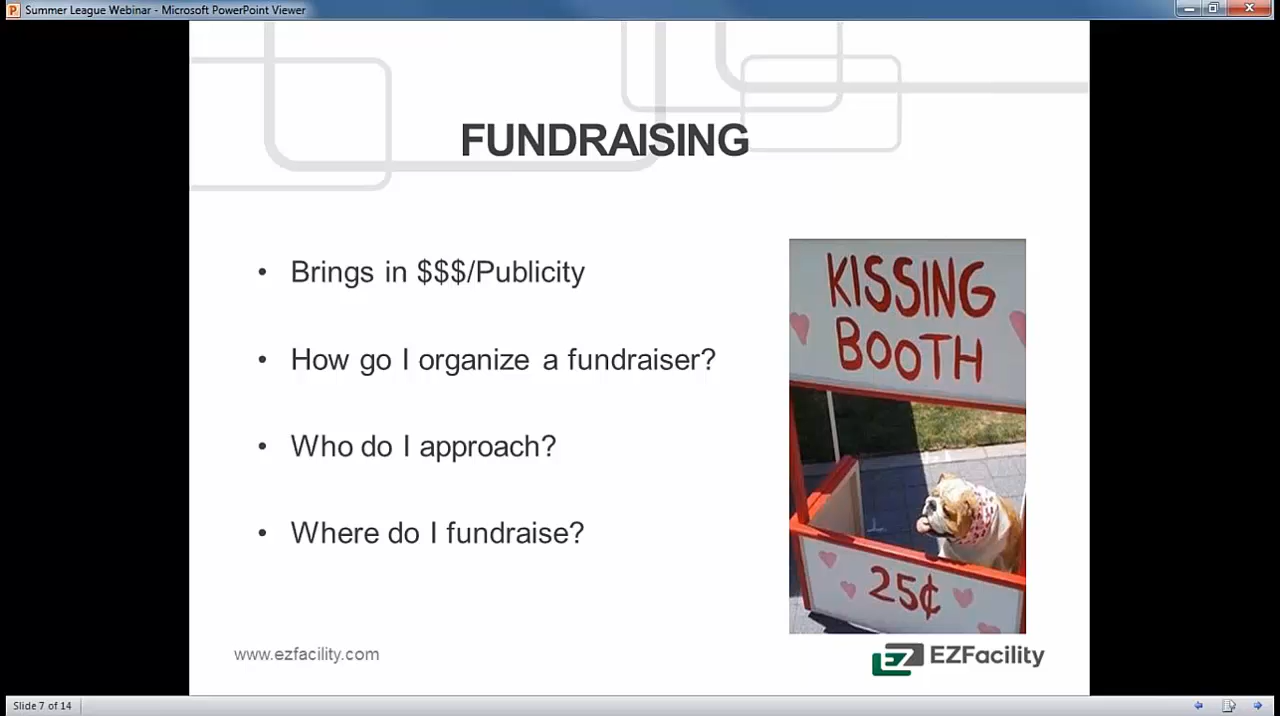 Summer League Webinar - Microsoft PowerPoint Viewer
FUNDRAISING
• Brings in $$$/Publicity
• How go I organize a fundraiser?
• Who do I approach?
• Where do I fundraise?
KISSING
BOOTH
25¢
www.ezfacility.com
EZ EZFacility
Slide 7 of 14